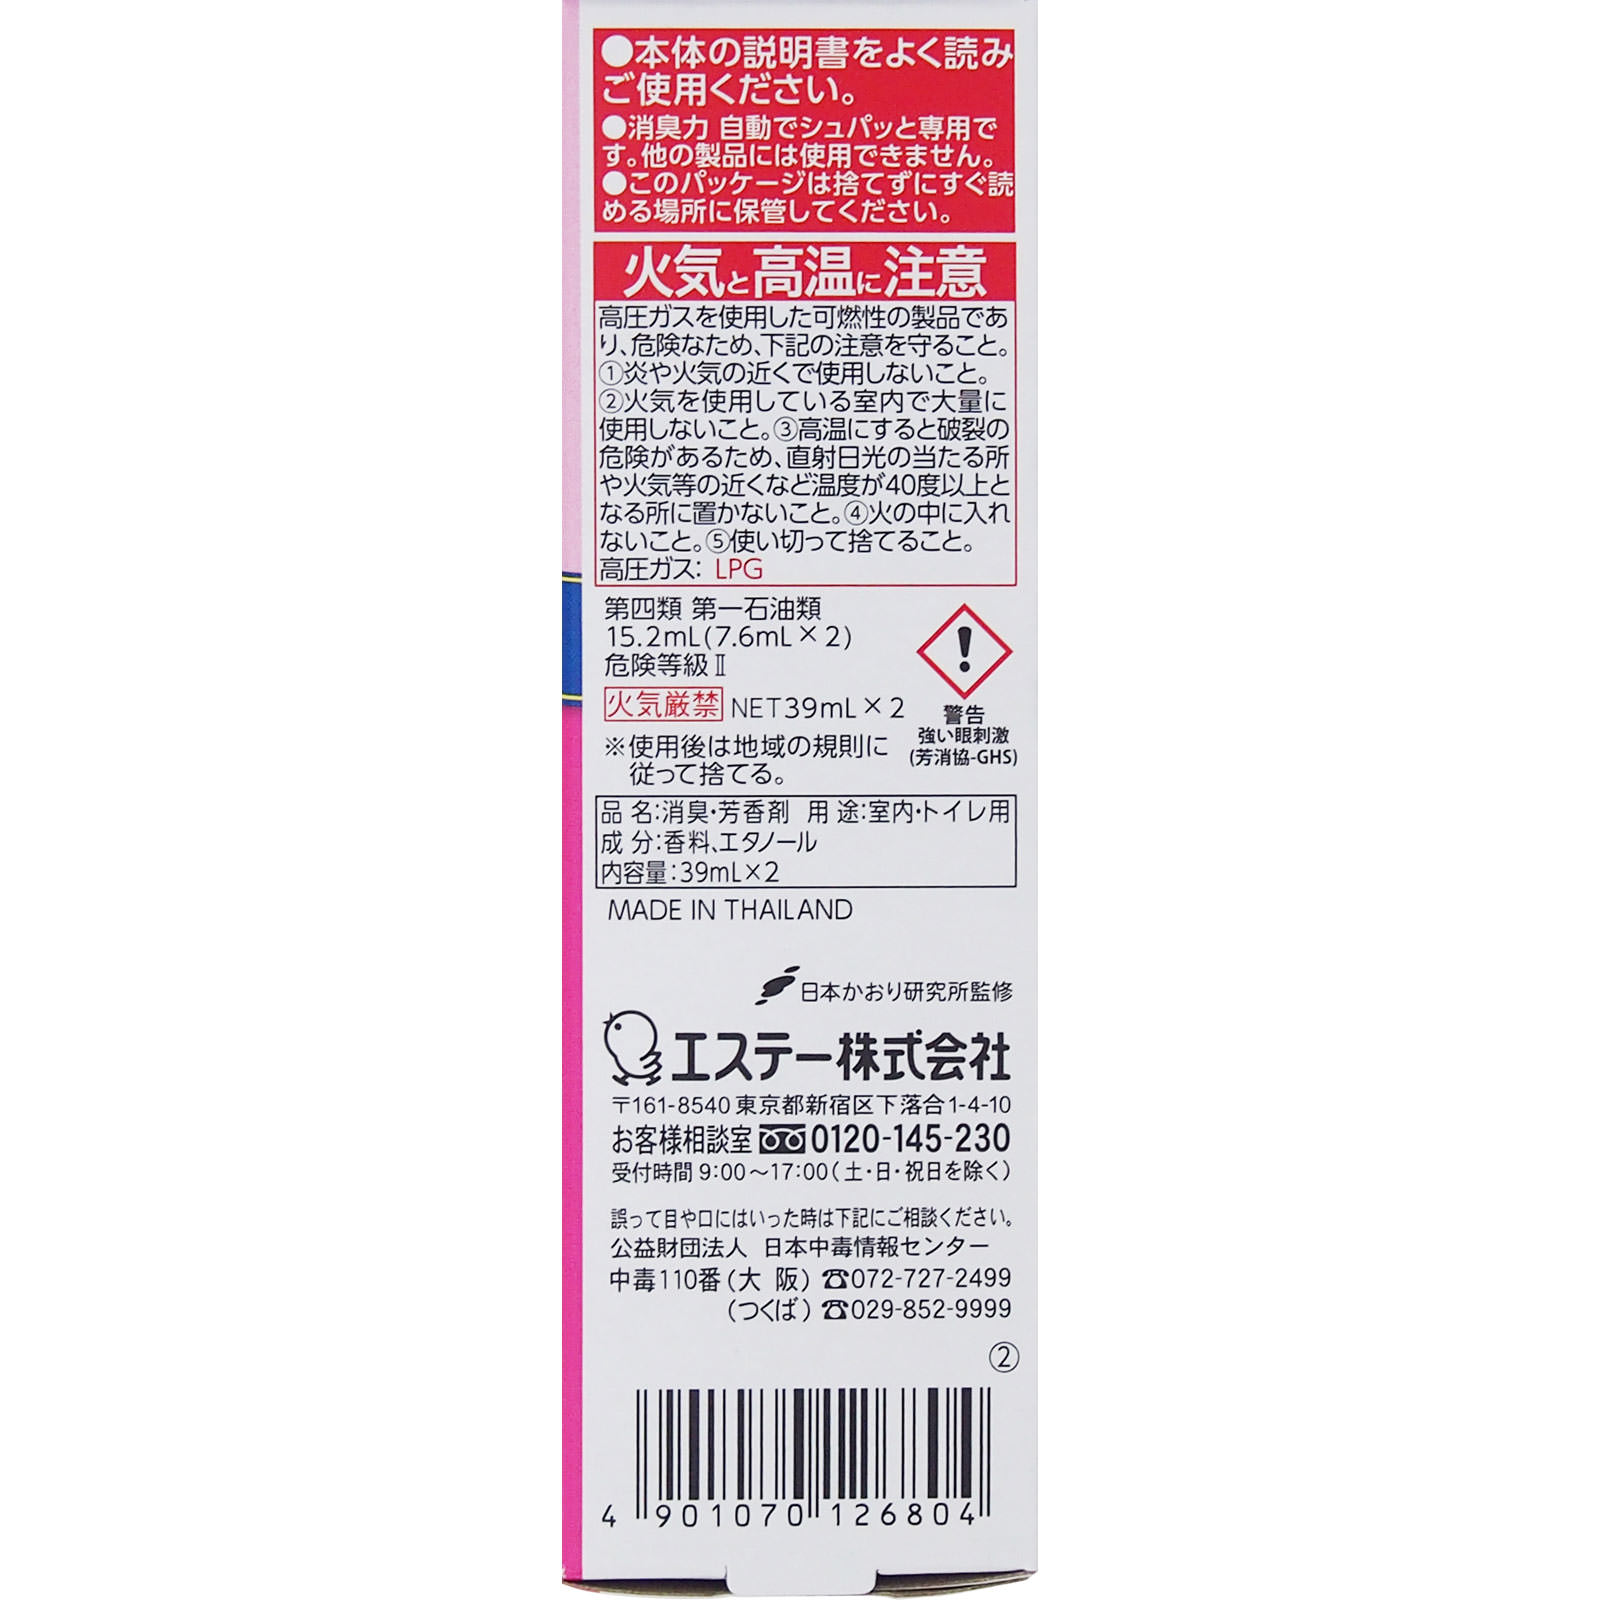 ●本体の説明書をよく読み
ご使用ください。
●消臭力 自動でシュパッと専用で
す。他の製品には使用できません。
●このパッケージは捨てずにすぐ読
める場所に保管してください。
火気と高温に注意
高圧ガスを使用した可燃性の製品であ
り、危険なため、下記の注意を守ること。
①炎や火気の近くで使用しないこと。
②火気を使用している室内で大量に
使用しないこと。③高温にすると破裂の
危険があるため、直射日光の当たる所
や火気等の近くなど温度が40度以上と
なる所に置かないこと。④火の中に入れ
ないこと。⑤使い切って捨てること。
高圧ガス: LPG
第四類 第一石油類
15.2mL(7.6mL×2)
危険等級Ⅱ
火気厳禁 NET39mL×2
警告
強い眼刺激
(芳消協-GHS)
※使用後は地域の規則に
従って捨てる。
品 名:消臭・芳香剤 用 途:室内・トイレ用
成 分:香料、エタノール
内容量:39mL×2
MADE IN THAILAND
日本かおり研究所監修
エステー株式会社
〒161-8540 東京都新宿区下落合1-4-10
お客様相談室 0120-145-230
受付時間 9:00〜17:00(土・日・祝日を除く)
誤って目や口にはいった時は下記にご相談ください。
公益財団法人 日本中毒情報センター
中毒110番(大 阪) ☎072-727-2499
(つくば) ☎029-852-9999
②
4 901070 126804